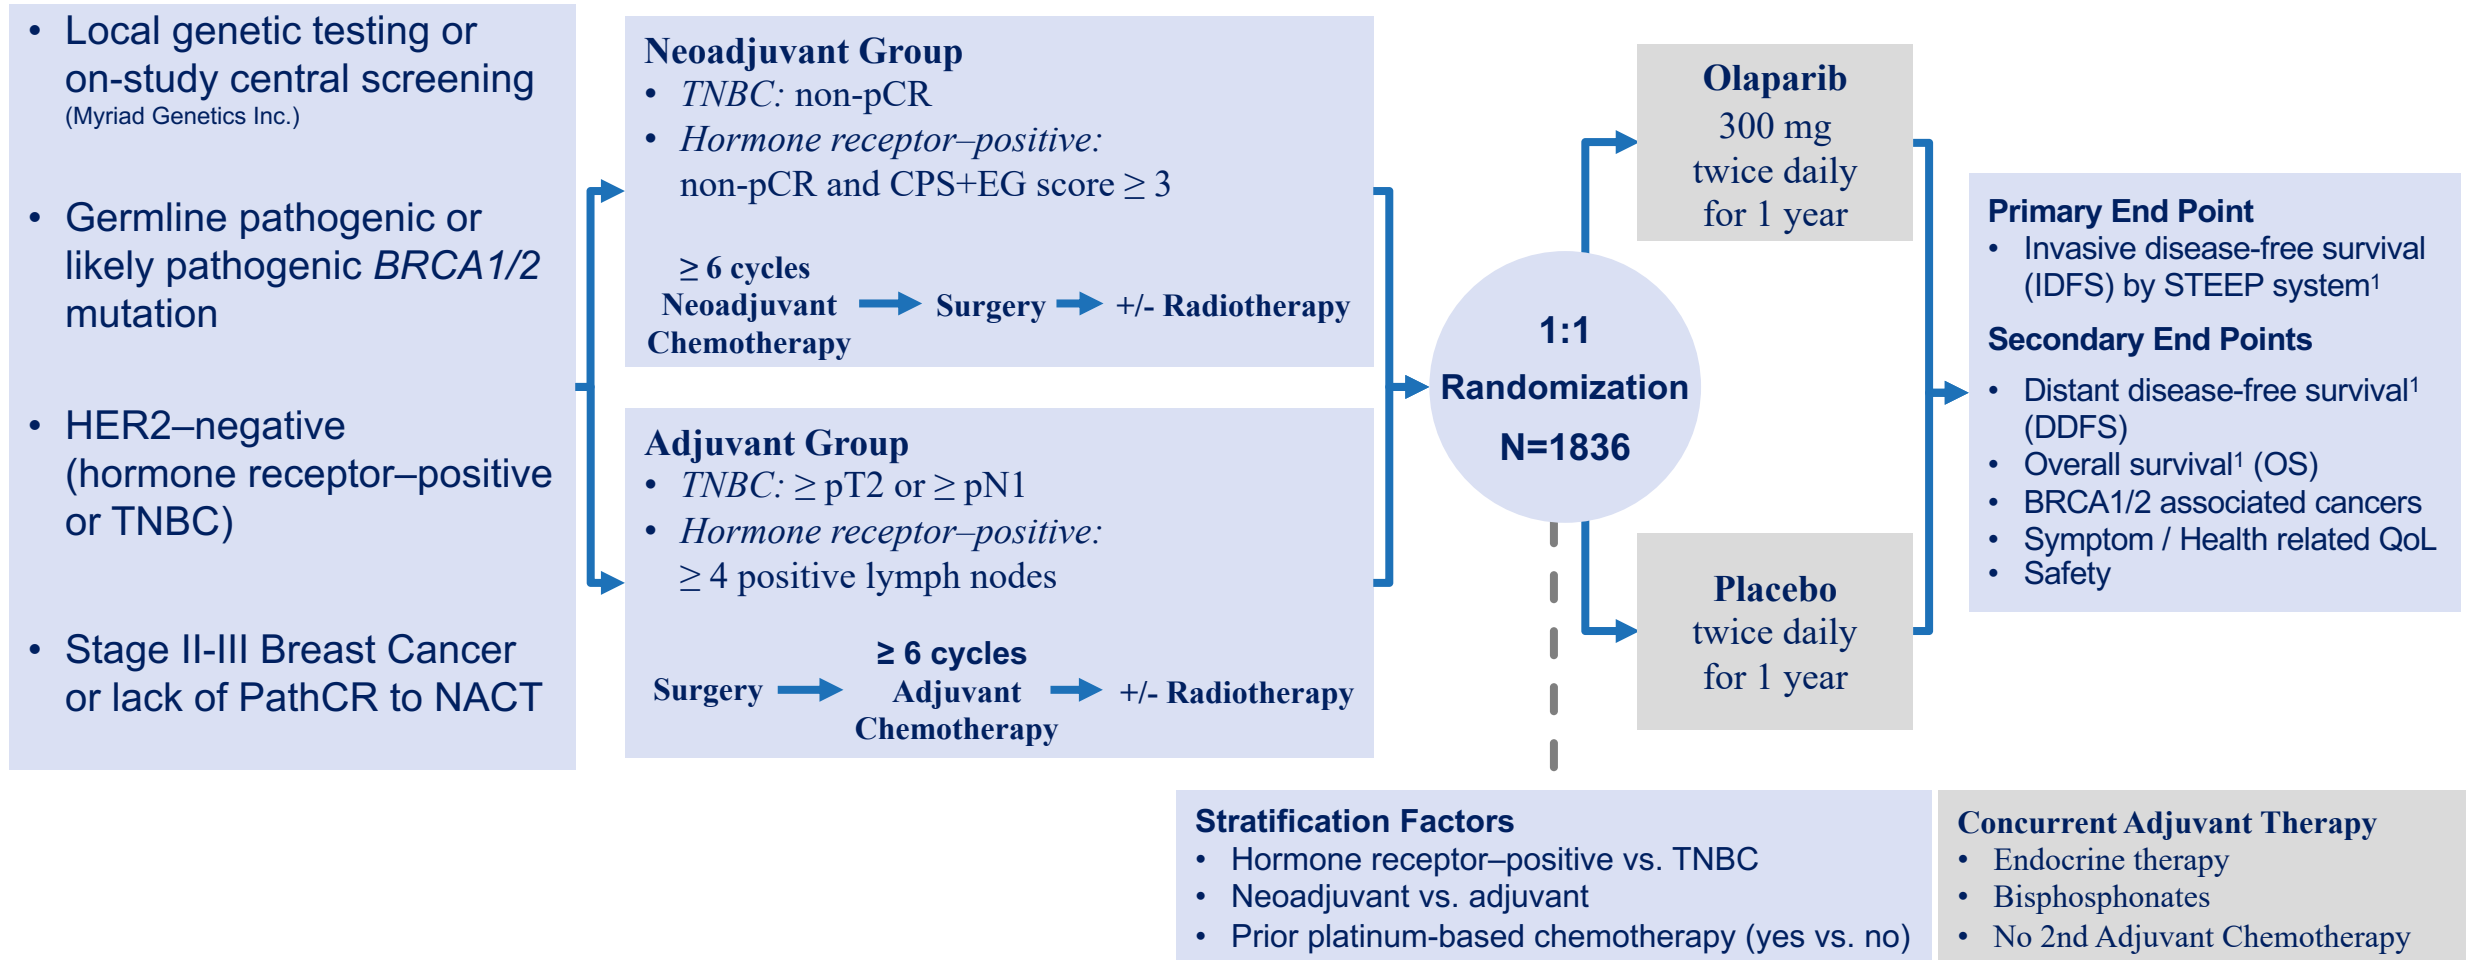 • Local genetic testing or
on-study central screening
(Myriad Genetics Inc.)
• Germline pathogenic or
likely pathogenic BRCA1/2
mutation
• HER2–negative
(hormone receptor–positive
or TNBC)
• Stage II-III Breast Cancer
or lack of PathCR to NACT
Neoadjuvant Group
• TNBC: non-pCR
• Hormone receptor–positive:
non-pCR and CPS+EG score ≥ 3
≥ 6 cycles
Neoadjuvant
Chemotherapy
Surgery
+/- Radiotherapy
Adjuvant Group
• TNBC: ≥ pT2 or ≥ pN1
• Hormone receptor–positive:
≥ 4 positive lymph nodes
Surgery
≥ 6 cycles
Adjuvant
Chemotherapy
+/- Radiotherapy
1:1
Randomization
N=1836
Olaparib
300 mg
twice daily
for 1 year
Placebo
twice daily
for 1 year
Primary End Point
• Invasive disease-free survival
(IDFS) by STEEP system¹
Secondary End Points
• Distant disease-free survival¹
(DDFS)
• Overall survival¹ (OS)
• BRCA1/2 associated cancers
• Symptom / Health related QoL
• Safety
Stratification Factors
• Hormone receptor–positive vs. TNBC
• Neoadjuvant vs. adjuvant
• Prior platinum-based chemotherapy (yes vs. no)
Concurrent Adjuvant Therapy
• Endocrine therapy
• Bisphosphonates
• No 2nd Adjuvant Chemotherapy